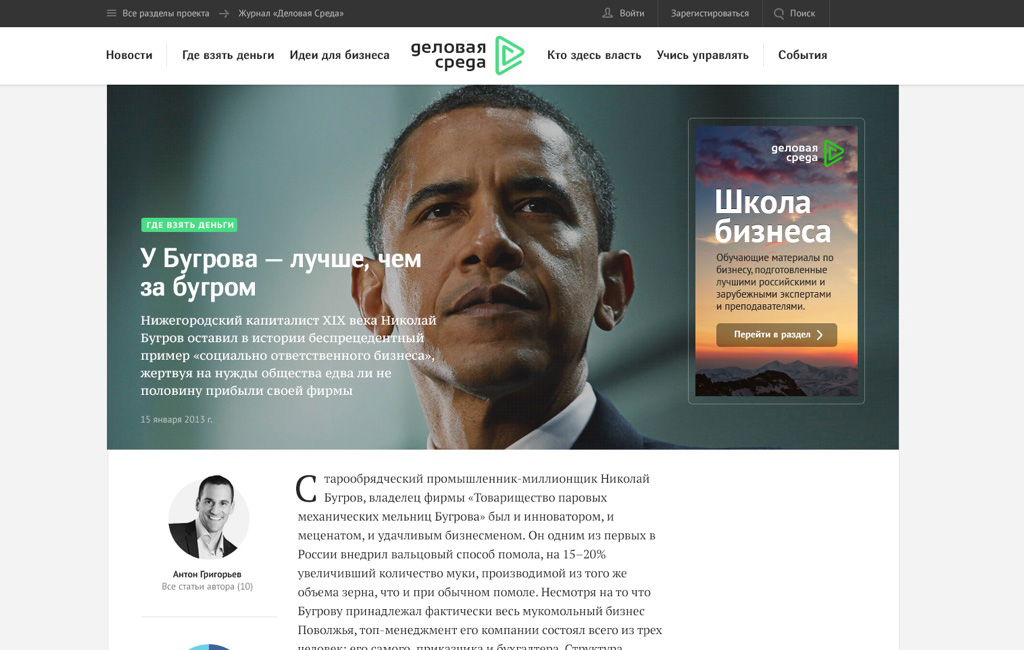 Все разделы проекта
Журнал «Деловая Среда»
Войти
Зарегистрироваться
Поиск
Новости
Где взять деньги
Идеи для бизнеса
деловая
среда
Кто здесь власть
Учись управлять
События
ГДЕ ВЗЯТЬ ДЕНЬГИ
У Бугрова — лучше, чем
за бугром
Нижегородский капиталист XIX века Николай
Бугров оставил в истории беспрецедентный
пример «социально ответственного бизнеса»,
жертвуя на нужды общества едва ли не
половину прибыли своей фирмы
15 января 2013 г.
деловая
среда
Школа
бизнеса
Обучающие материалы по
бизнесу, подготовленные
лучшими российскими и
зарубежными экспертами
и преподавателями.
Перейти в раздел
Антон Григорьев
Все статьи автора (10)
Старообрядческий промышленник-миллионщик Николай
Бугров, владелец фирмы «Товарищество паровых
механических мельниц Бугрова» был и инноватором, и
меценатом, и удачливым бизнесменом. Он одним из первых в
России внедрил вальцовый способ помола, на 15–20%
увеличивший количество муки, производимой из того же
объема зерна, что и при обычном помоле. Несмотря на то что
Бугрову принадлежал фактически весь мукомольный бизнес
Поволжья, топ-менеджмент его компании состоял всего из трех
человек: его самого, приказчика и бухгалтера. Структура